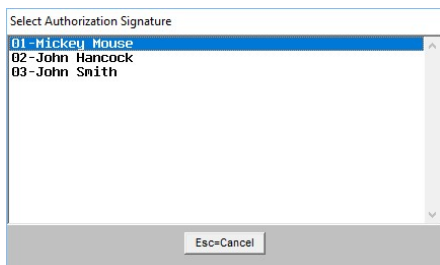 Select Authorization Signature
01-Mickey Mouse
02-John Hancock
03-John Smith
Esc=Cancel